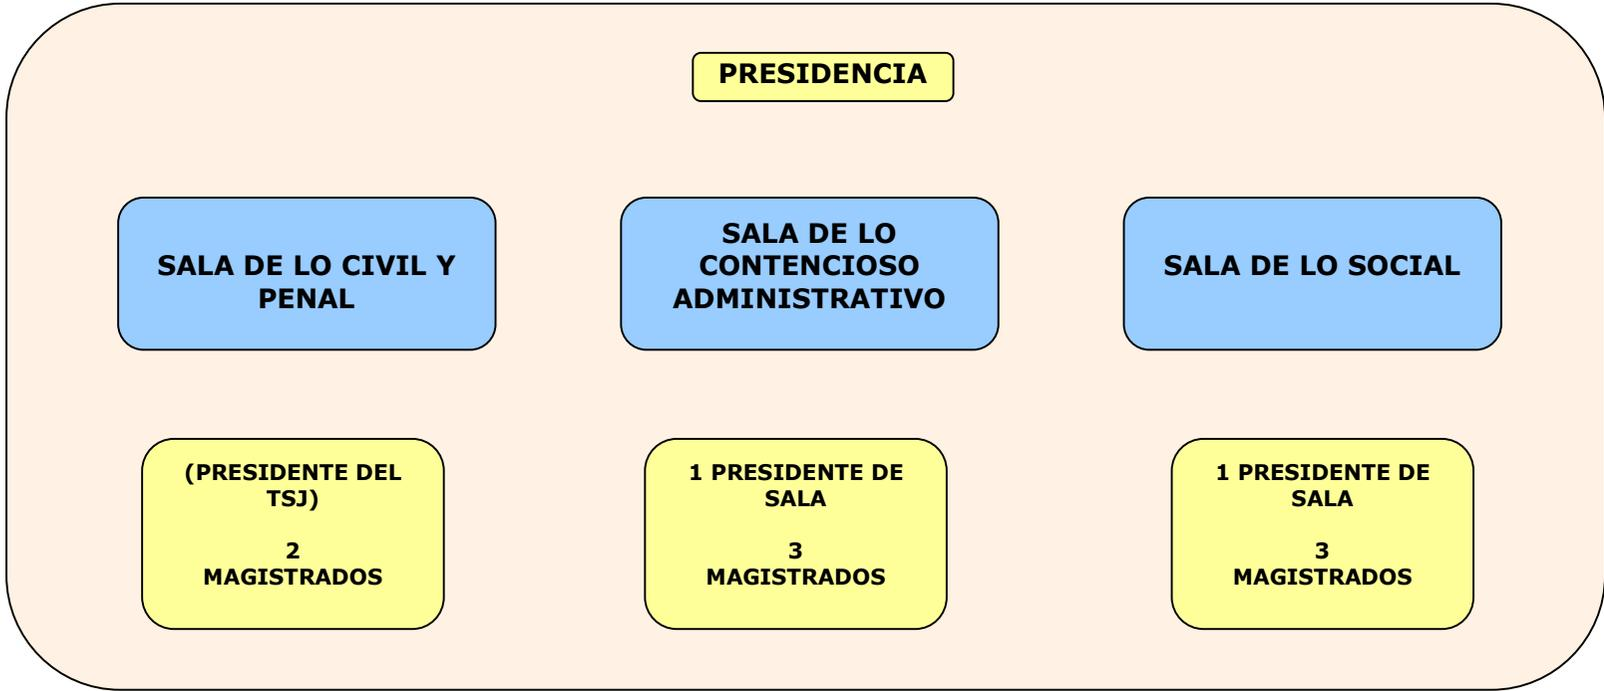 PRESIDENCIA
SALA DE LO CIVIL Y
PENAL
SALA DE LO
CONTENCIOSO
ADMINISTRATIVO
SALA DE LO SOCIAL
(PRESIDENTE DEL
TSJ)
2
MAGISTRADOS
1 PRESIDENTE DE
SALA
3
MAGISTRADOS
1 PRESIDENTE DE
SALA
3
MAGISTRADOS